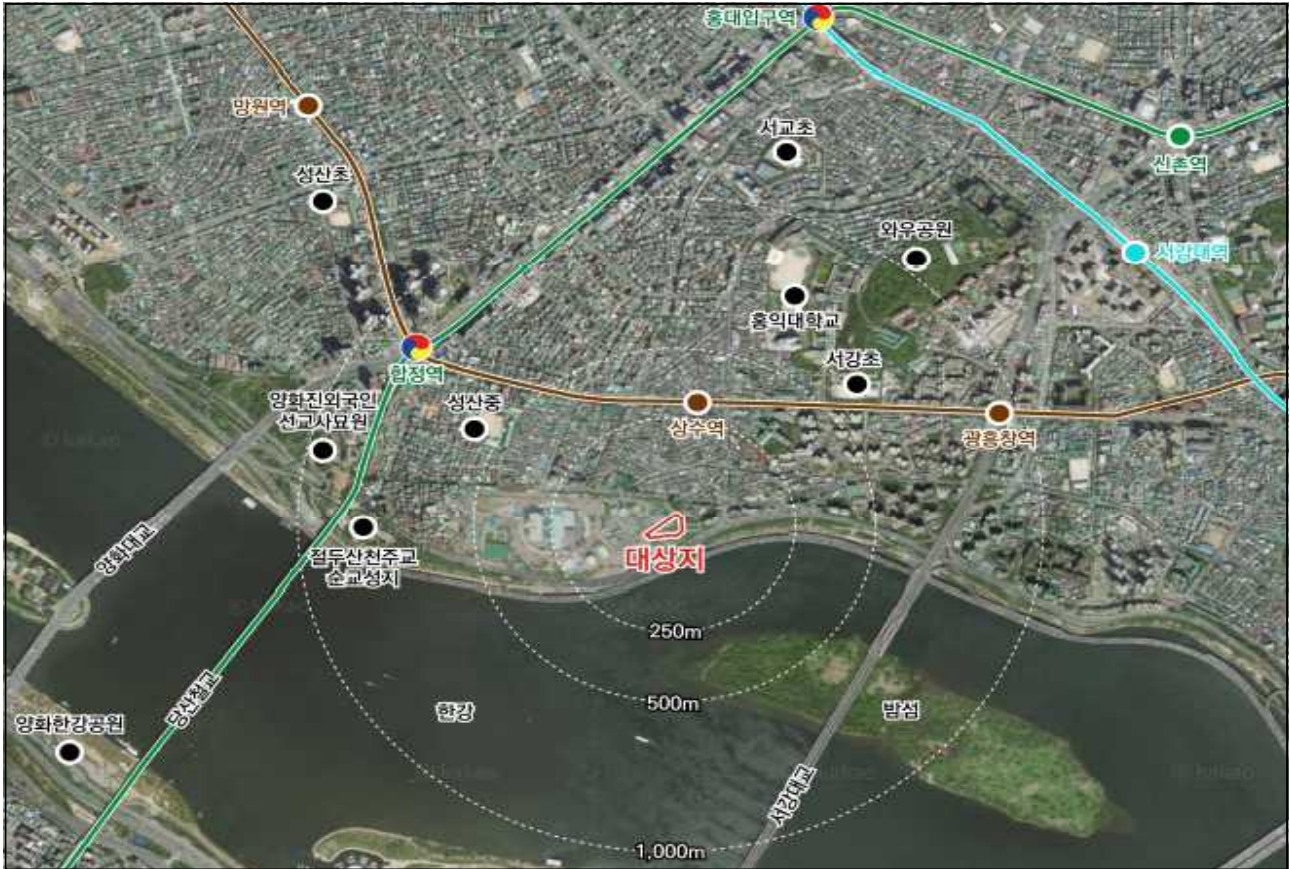 홍대입구역
망원역
서교초
신촌역
성산초
와우공원
서강대역
홍익대학교
서강초
합정역
양화진외국인
선교사묘원
성산중
상수역
광흥창역
절두산천주교
순교성지
대상지
양화대교
250m
당산철교
500m
한강
밤섬
양화한강공원
서강대교
1,000m